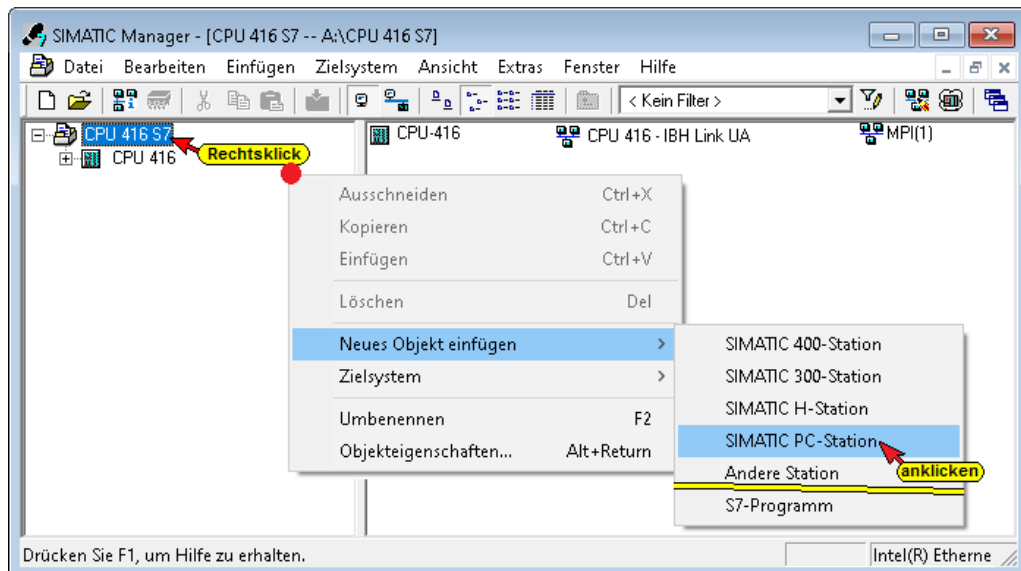 SIMATIC Manager - [CPU 416 S7 -- A:\CPU 416 S7]
Datei Bearbeiten Einfügen Zielsystem Ansicht Extras Fenster Hilfe
< Kein Filter >
CPU 416 S7
CPU 416
Rechtsklick
CPU-416
CPU 416 - IBH Link UA
MPI(1)
Ausschneiden Ctrl+X
Kopieren Ctrl+C
Einfügen Ctrl+V
Löschen Del
Neues Objekt einfügen >
Zielsystem >
Umbenennen F2
Objekteigenschaften... Alt+Return
SIMATIC 400-Station
SIMATIC 300-Station
SIMATIC H-Station
SIMATIC PC-Station
anklicken
Andere Station
S7-Programm
Drücken Sie F1, um Hilfe zu erhalten.
Intel(R) Etherne